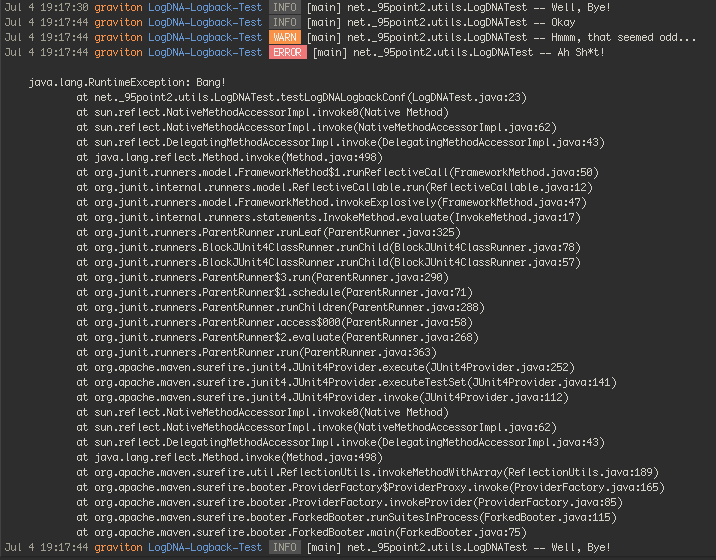 Jul 4 19:17:30 graviton LogDNA-Logback-Test INFO [main] net._95point2.utils.LogDNATest -- Well, Bye!
Jul 4 19:17:44 graviton LogDNA-Logback-Test INFO [main] net._95point2.utils.LogDNATest -- Okay
Jul 4 19:17:44 graviton LogDNA-Logback-Test WARN [main] net._95point2.utils.LogDNATest -- Hmmm, that seemed odd...
Jul 4 19:17:44 graviton LogDNA-Logback-Test ERROR [main] net._95point2.utils.LogDNATest -- Ah Sh*t!
java.lang.RuntimeException: Bang!
at net._95point2.utils.LogDNATest.testLogDNALogbackConf(LogDNATest.java:23)
at sun.reflect.NativeMethodAccessorImpl.invoke0(Native Method)
at sun.reflect.NativeMethodAccessorImpl.invoke(NativeMethodAccessorImpl.java:62)
at sun.reflect.DelegatingMethodAccessorImpl.invoke(DelegatingMethodAccessorImpl.java:43)
at java.lang.reflect.Method.invoke(Method.java:498)
at org.junit.runners.model.FrameworkMethod$1.runReflectiveCall(FrameworkMethod.java:50)
at org.junit.internal.runners.model.ReflectiveCallable.run(ReflectiveCallable.java:12)
at org.junit.runners.model.FrameworkMethod.invokeExplosively(FrameworkMethod.java:47)
at org.junit.internal.runners.statements.InvokeMethod.evaluate(InvokeMethod.java:17)
at org.junit.runners.ParentRunner.runLeaf(ParentRunner.java:325)
at org.junit.runners.BlockJUnit4ClassRunner.runChild(BlockJUnit4ClassRunner.java:78)
at org.junit.runners.BlockJUnit4ClassRunner.runChild(BlockJUnit4ClassRunner.java:57)
at org.junit.runners.ParentRunner$3.run(ParentRunner.java:290)
at org.junit.runners.ParentRunner$1.schedule(ParentRunner.java:71)
at org.junit.runners.ParentRunner.runChildren(ParentRunner.java:288)
at org.junit.runners.ParentRunner.access$000(ParentRunner.java:58)
at org.junit.runners.ParentRunner$2.evaluate(ParentRunner.java:268)
at org.junit.runners.ParentRunner.run(ParentRunner.java:363)
at org.apache.maven.surefire.junit4.JUnit4Provider.execute(JUnit4Provider.java:252)
at org.apache.maven.surefire.junit4.JUnit4Provider.executeTestSet(JUnit4Provider.java:141)
at org.apache.maven.surefire.junit4.JUnit4Provider.invoke(JUnit4Provider.java:112)
at sun.reflect.NativeMethodAccessorImpl.invoke0(Native Method)
at sun.reflect.NativeMethodAccessorImpl.invoke(NativeMethodAccessorImpl.java:62)
at sun.reflect.DelegatingMethodAccessorImpl.invoke(DelegatingMethodAccessorImpl.java:43)
at java.lang.reflect.Method.invoke(Method.java:498)
at org.apache.maven.surefire.util.ReflectionUtils.invokeMethodWithArray(ReflectionUtils.java:189)
at org.apache.maven.surefire.booter.ProviderFactory$ProviderProxy.invoke(ProviderFactory.java:165)
at org.apache.maven.surefire.booter.ProviderFactory.invokeProvider(ProviderFactory.java:85)
at org.apache.maven.surefire.booter.ForkedBooter.runSuitesInProcess(ForkedBooter.java:115)
at org.apache.maven.surefire.booter.ForkedBooter.main(ForkedBooter.java:75)
Jul 4 19:17:44 graviton LogDNA-Logback-Test INFO [main] net._95point2.utils.LogDNATest -- Well, Bye!